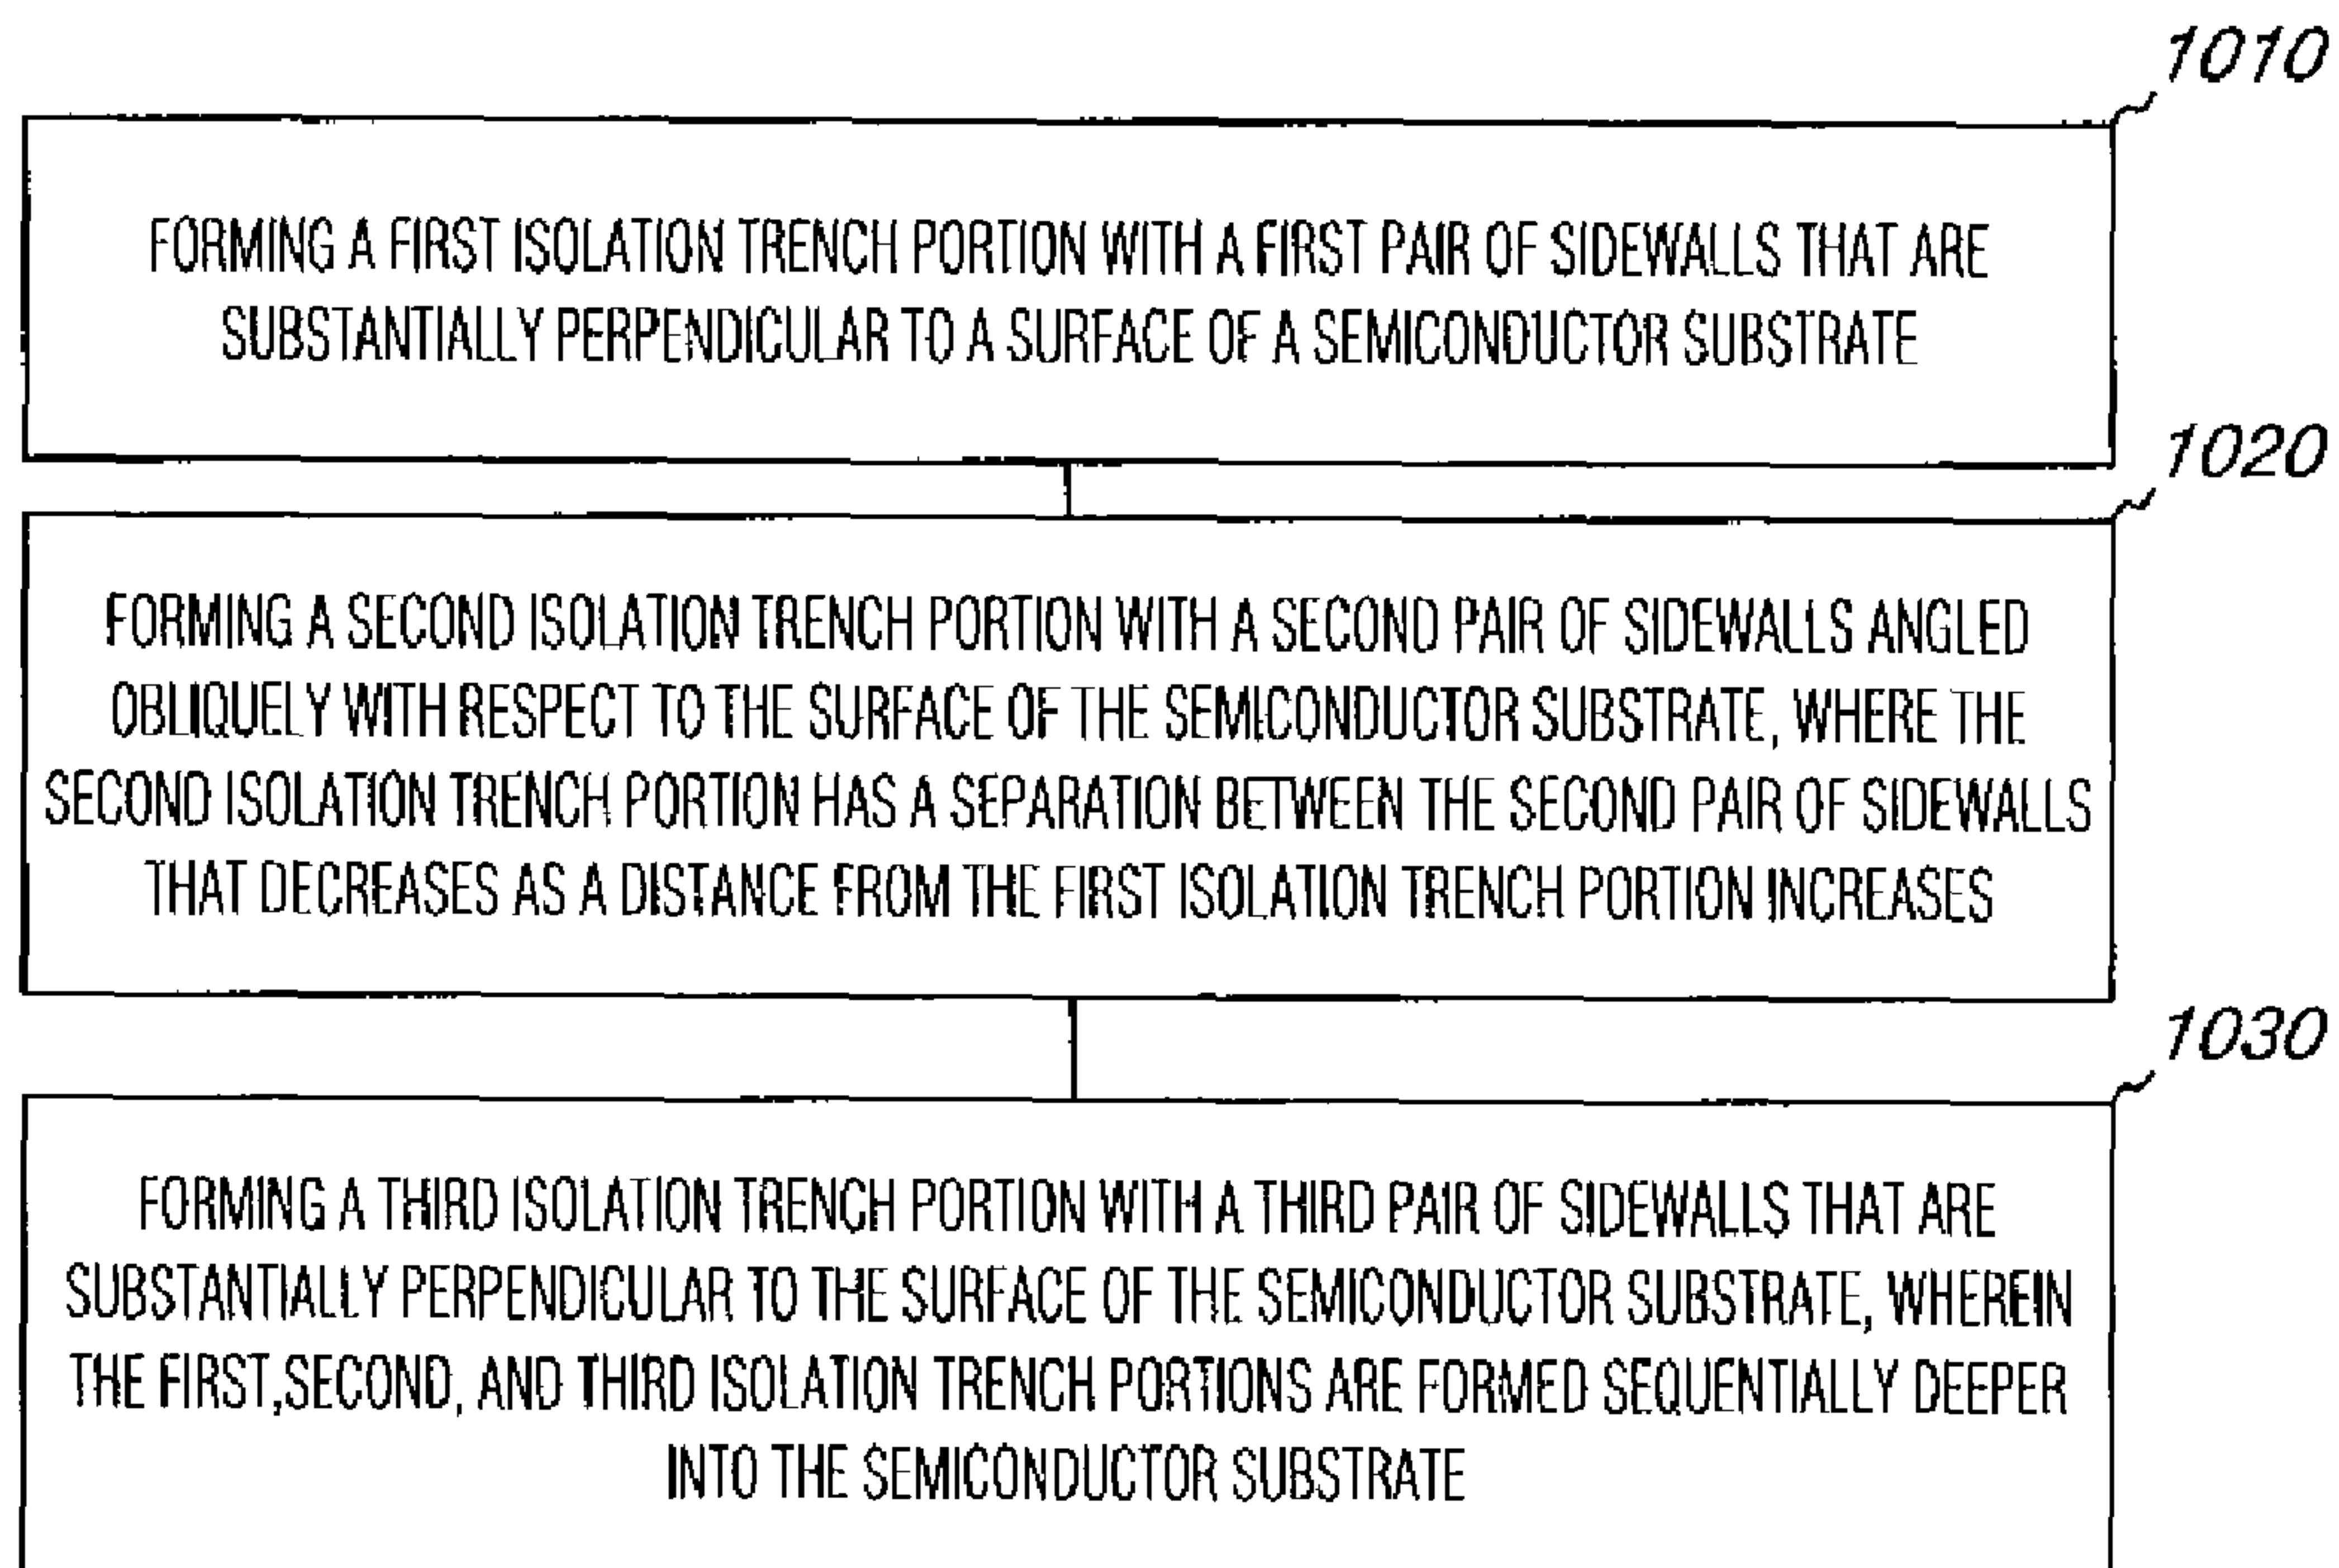 1010
FORMING A FIRST ISOLATION TRENCH PORTION WITH A FIRST PAIR OF SIDEWALLS THAT ARE
SUBSTANTIALLY PERPENDICULAR TO A SURFACE OF A SEMICONDUCTOR SUBSTRATE
1020
FORMING A SECOND ISOLATION TRENCH PORTION WITH A SECOND PAIR OF SIDEWALLS ANGLED
OBLIQUELY WITH RESPECT TO THE SURFACE OF THE SEMICONDUCTOR SUBSTRATE, WHERE THE
SECOND ISOLATION TRENCH PORTION HAS A SEPARATION BETWEEN THE SECOND PAIR OF SIDEWALLS
THAT DECREASES AS A DISTANCE FROM THE FIRST ISOLATION TRENCH PORTION INCREASES
1030
FORMING A THIRD ISOLATION TRENCH PORTION WITH A THIRD PAIR OF SIDEWALLS THAT ARE
SUBSTANTIALLY PERPENDICULAR TO THE SURFACE OF THE SEMICONDUCTOR SUBSTRATE, WHEREIN
THE FIRST,SECOND, AND THIRD ISOLATION TRENCH PORTIONS ARE FORMED SEQUENTIALLY DEEPER
INTO THE SEMICONDUCTOR SUBSTRATE